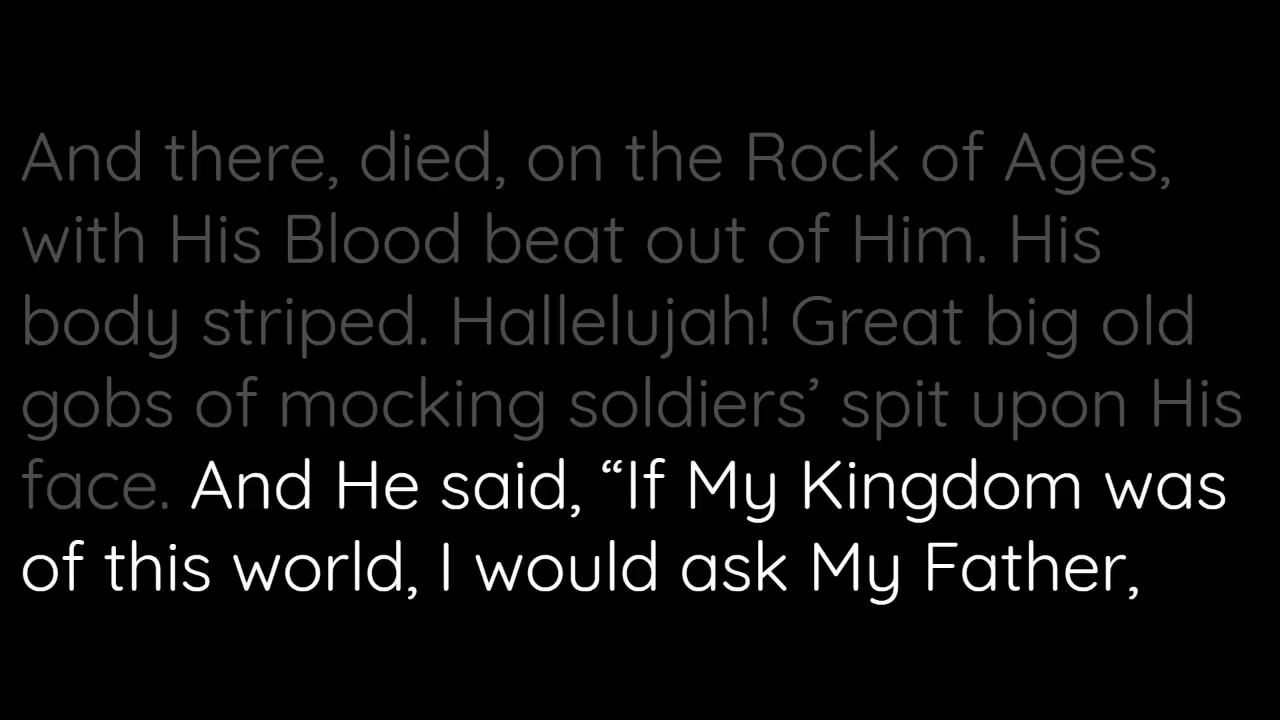 And there, died, on the Rock of Ages,
with His Blood beat out of Him. His
body striped. Hallelujah! Great big old
gobs of mocking soldiers’ spit upon His
face. And He said, “If My Kingdom was
of this world, I would ask My Father,